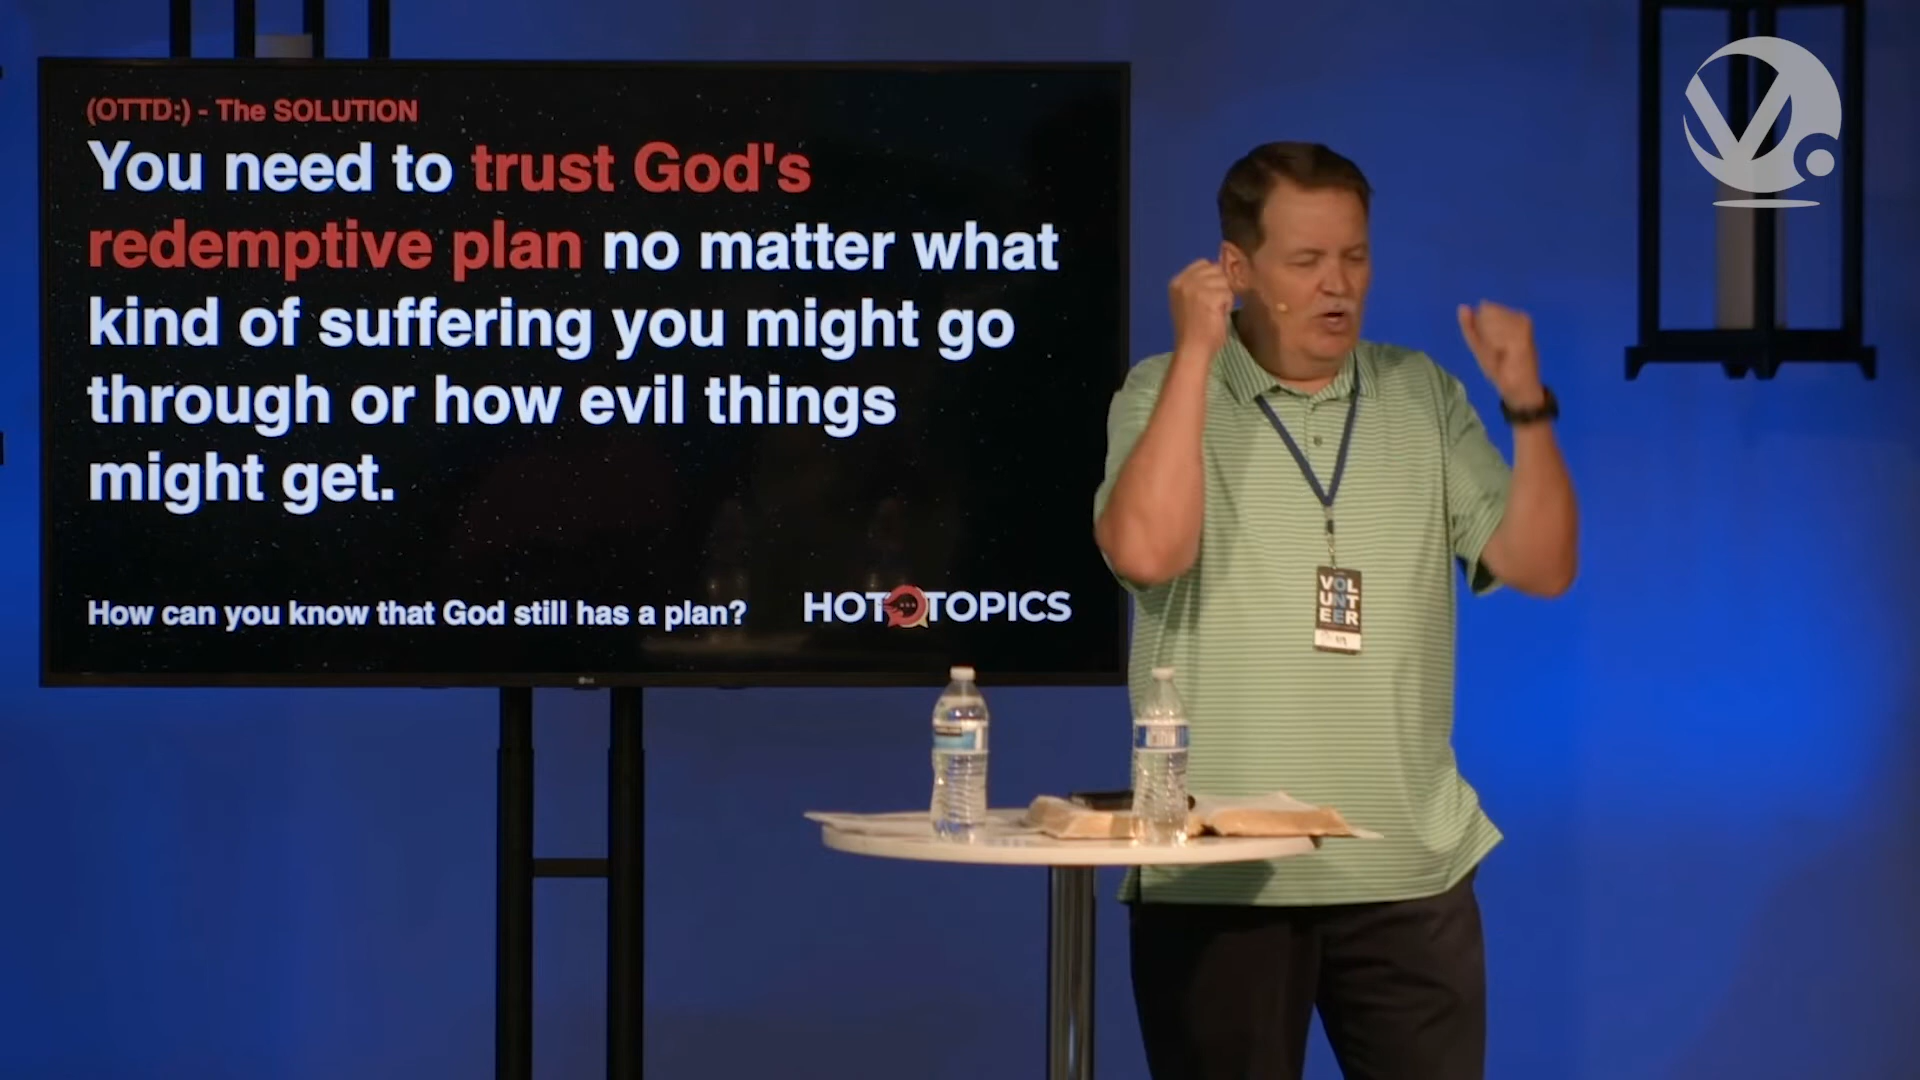 (OTTD:) - The SOLUTION
You need to trust God's
redemptive plan no matter what
kind of suffering you might go
through or how evil things
might get.
How can you know that God still has a plan?
HOT TOPICS
VOL
UNT
EER
LG